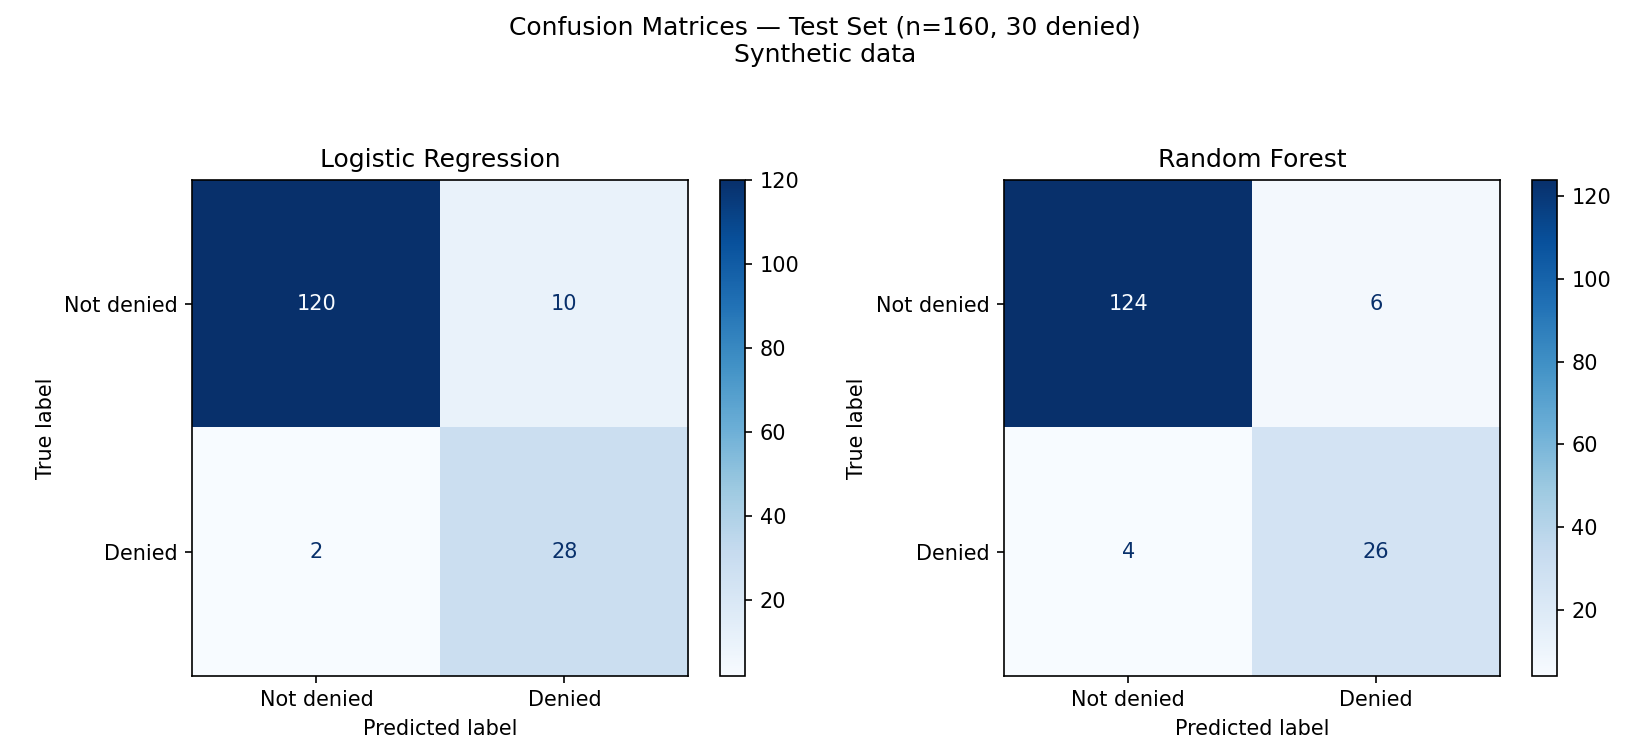 Confusion Matrices — Test Set (n=160, 30 denied)
Synthetic data
Logistic Regression
120
10
2
28
Not denied
Denied
True label
Not denied
Denied
Predicted label
120
100
80
60
40
20
Random Forest
124
6
4
26
Not denied
Denied
True label
Not denied
Denied
Predicted label
120
100
80
60
40
20